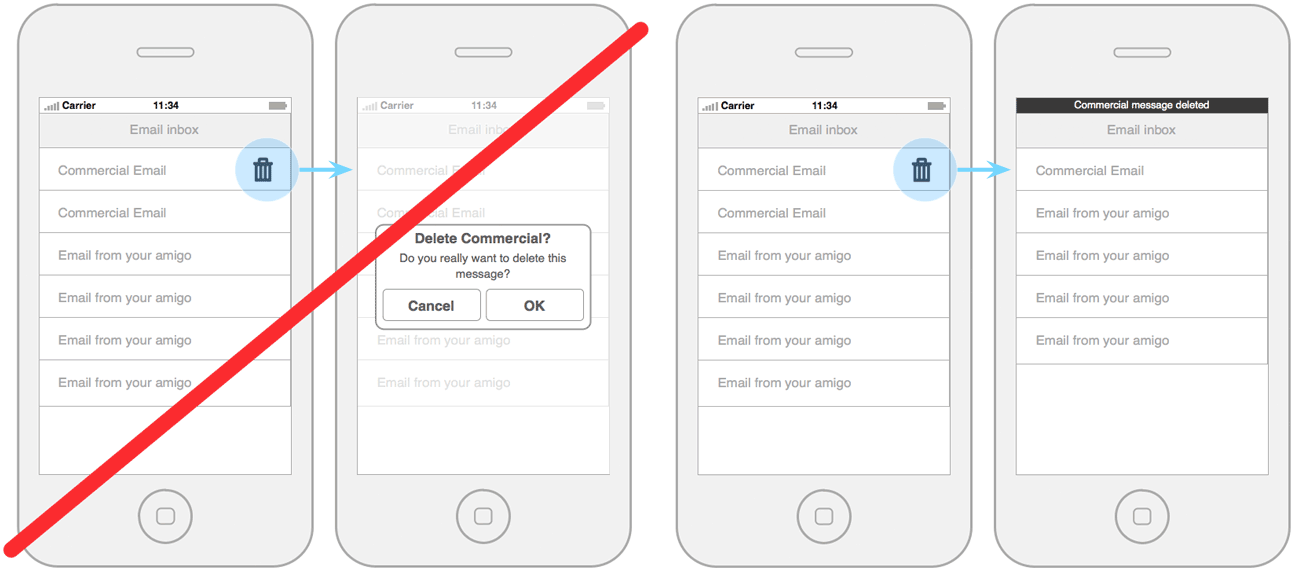 Carrier 11:34
Email inbox
Commercial Email
Commercial Email
Email from your amigo
Email from your amigo
Email from your amigo
Email from your amigo
Carrier 11:34
Email inbox
Commercial Email
Commercial Email
Delete Commercial?
Do you really want to delete this
message?
Cancel OK
Email from your amigo
Email from your amigo
Carrier 11:34
Email inbox
Commercial Email
Commercial Email
Email from your amigo
Email from your amigo
Email from your amigo
Email from your amigo
Commercial message deleted
Email inbox
Commercial Email
Email from your amigo
Email from your amigo
Email from your amigo
Email from your amigo